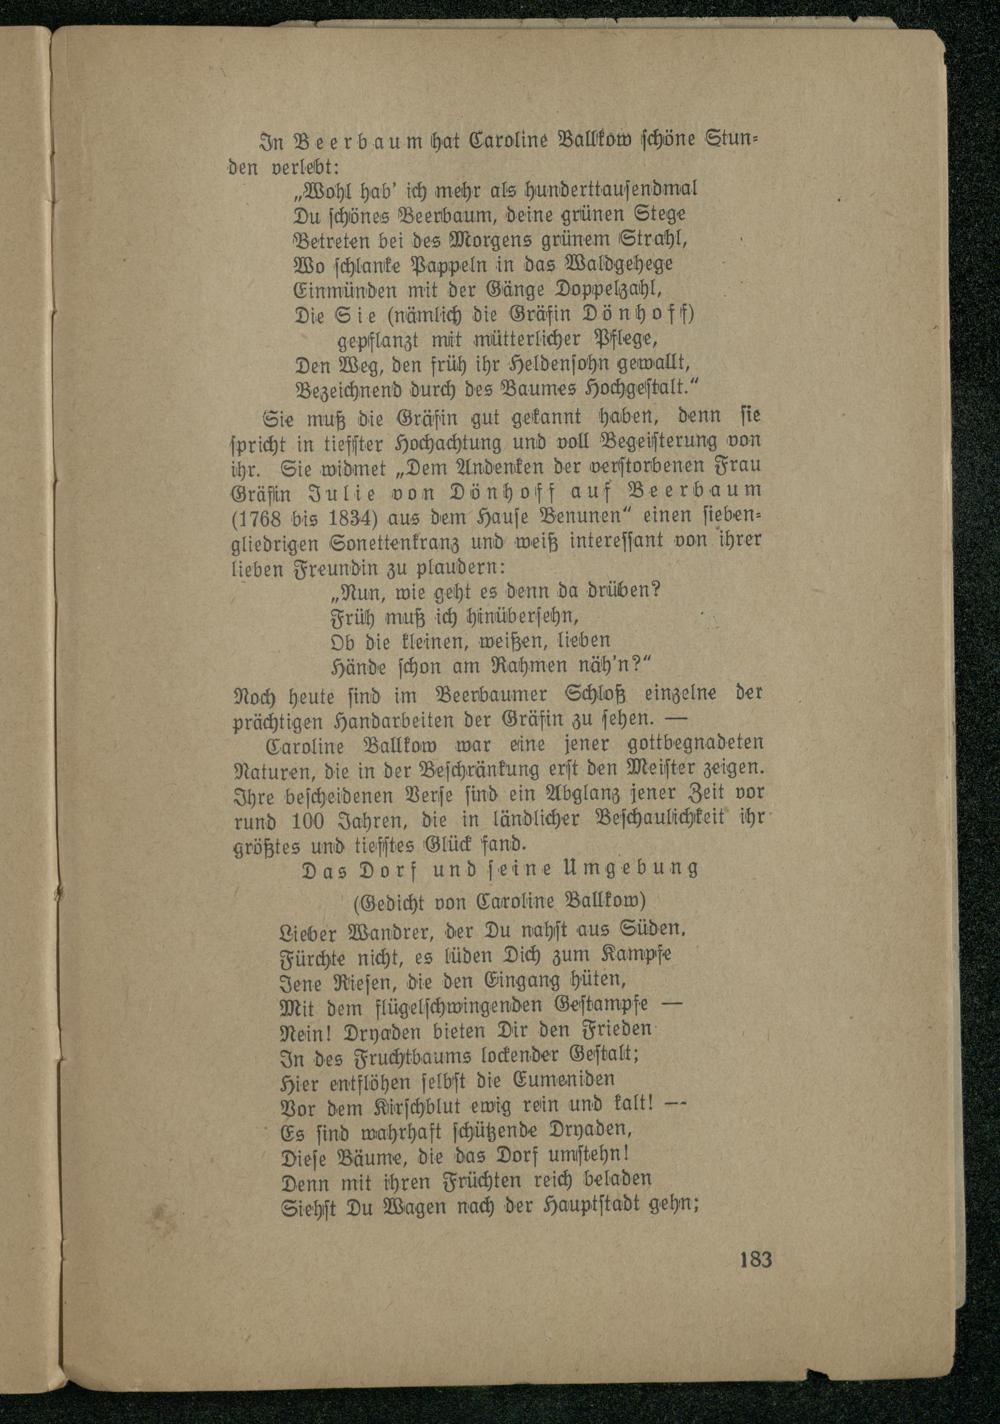 In Beerbaum hat Caroline Ballkow schöne Stun-
den verlebt:
„Wohl hab' ich mehr als hunderttausendmal
Du schönes Beerbaum, deine grünen Stege
Betreten bei des Morgens grünem Strahl,
Wo schlanke Pappeln in das Waldgehege
Einmünden mit der Gänge Doppelzahl,
Die Sie (nämlich die Gräfin Dönhoff)
gepflanzt mit mütterlicher Pflege,
Den Weg, den früh ihr Heldensohn gewallt,
Bezeichnend durch des Baumes Hochgestalt.“
Sie muß die Gräfin gut gekannt haben, denn sie
spricht in tiefster Hochachtung und voll Begeisterung von
ihr. Sie widmet „Dem Andenken der verstorbenen Frau
Gräfin Julie von Dönhoff auf Beerbaum
(1768 bis 1834) aus dem Hause Benunen“ einen sieben-
gliedrigen Sonettenkranz und weiß interessant von ihrer
lieben Freundin zu plaudern:
„Nun, wie geht es denn da drüben?
Früh muß ich hinübersehn,
Ob die kleinen, weißen, lieben
Hände schon am Rahmen näh'n?“
Noch heute sind im Beerbaumer Schloß einzelne der
prächtigen Handarbeiten der Gräfin zu sehen. —
Caroline Ballkow war eine jener gottbegnadeten
Naturen, die in der Beschränkung erst den Meister zeigen.
Ihre bescheidenen Verse sind ein Abglanz jener Zeit vor
rund 100 Jahren, die in ländlicher Beschaulichkeit ihr
größtes und tiefstes Glück fand.
Das Dorf und seine Umgebung
(Gedicht von Caroline Ballkow)
Lieber Wandrer, der Du nahst aus Süden,
Fürchte nicht, es lüden Dich zum Kampfe
Jene Riesen, die den Eingang hüten,
Mit dem flügelschwingenden Gestampfe —
Nein! Dryaden bieten Dir den Frieden
In des Fruchtbaums lockender Gestalt;
Hier entflöhen selbst die Eumeniden
Vor dem Kirschblut ewig rein und kalt! —
Es sind wahrhaft schützende Dryaden,
Diese Bäume, die das Dorf umstehn!
Denn mit ihren Früchten reich beladen
Siehst Du Wagen nach der Hauptstadt gehn;
183